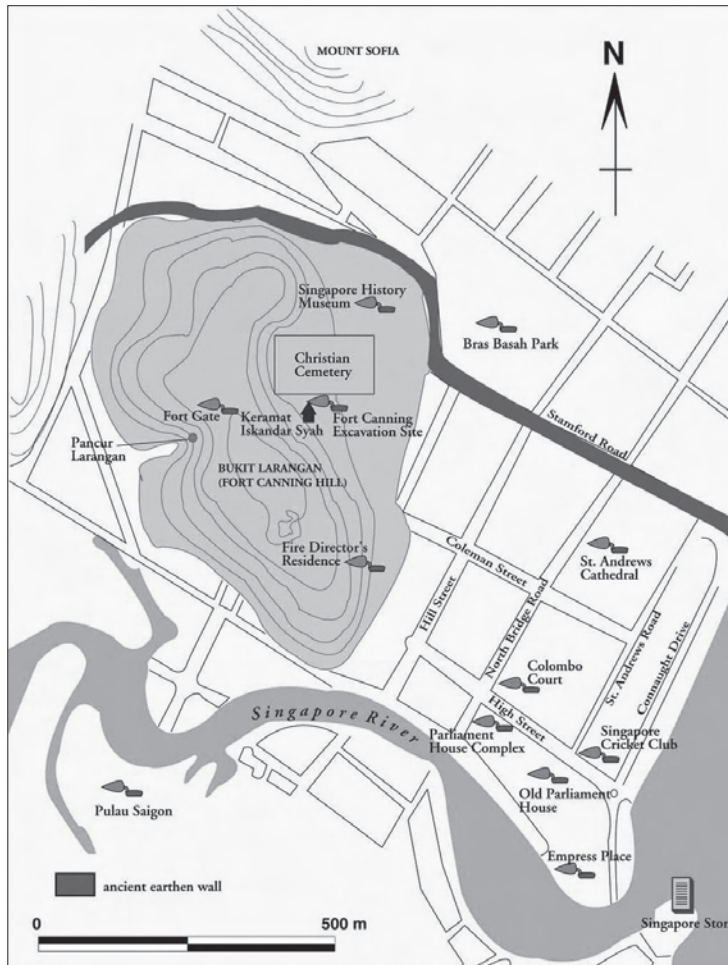 MOUNT SOFIA
N
Singapore History
Museum
Bras Basah Park
Christian
Cemetery
Fort Gate
Keramat
Iskandar Syah
Fort Canning
Excavation Site
Stamford Road
Pancur
Larangan
BUKIT LARANGAN
(FORT CANNING HILL)
Fire Director's
Residence
Coleman Street
St. Andrews
Cathedral
Hill Street
North Bridge Road
St. Andrews Road
Connaught Drive
Colombo
Court
High Street
Singapore River
Parliament
House Complex
Singapore
Cricket Club
Pulau Saigon
Old Parliament
House
Empress Place
ancient earthen wall
Singapore Ston
0
500 m